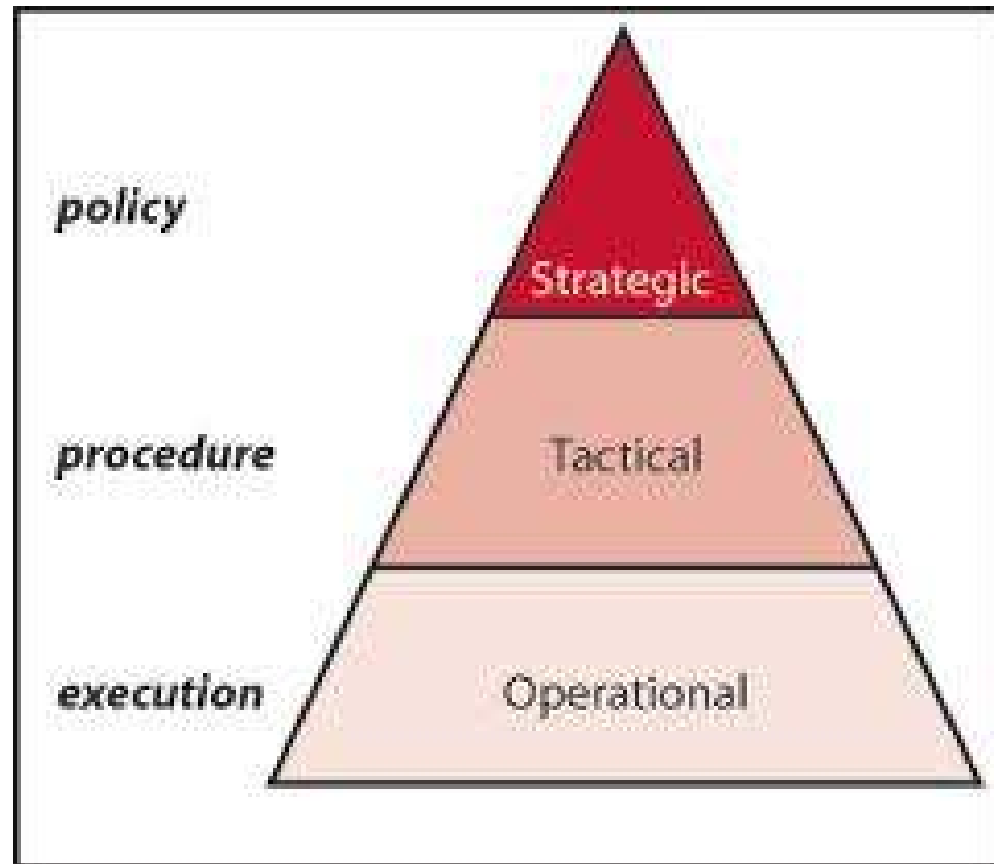 policy
Strategic
procedure
Tactical
execution
Operational